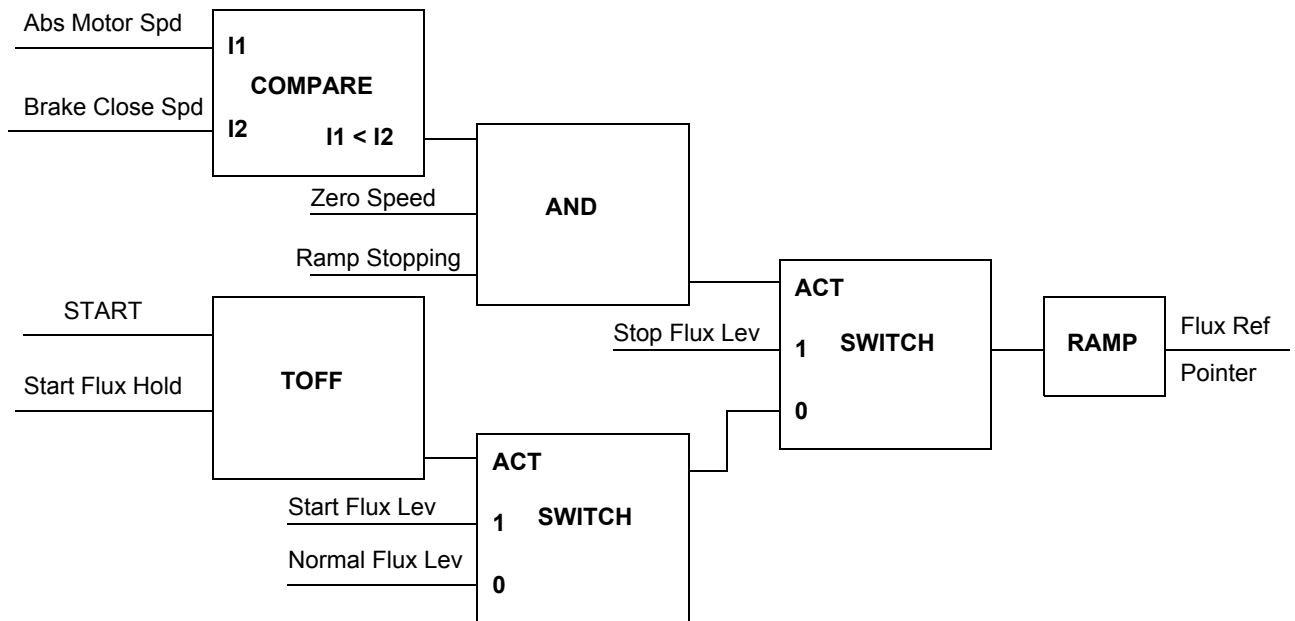 Abs Motor Spd
I1
COMPARE
Brake Close Spd
I2
I1 < I2
Zero Speed
AND
Ramp Stopping
ACT
START
Stop Flux Lev
1
SWITCH
RAMP
Flux Ref
Pointer
Start Flux Hold
TOFF
0
ACT
Start Flux Lev
1
SWITCH
Normal Flux Lev
0